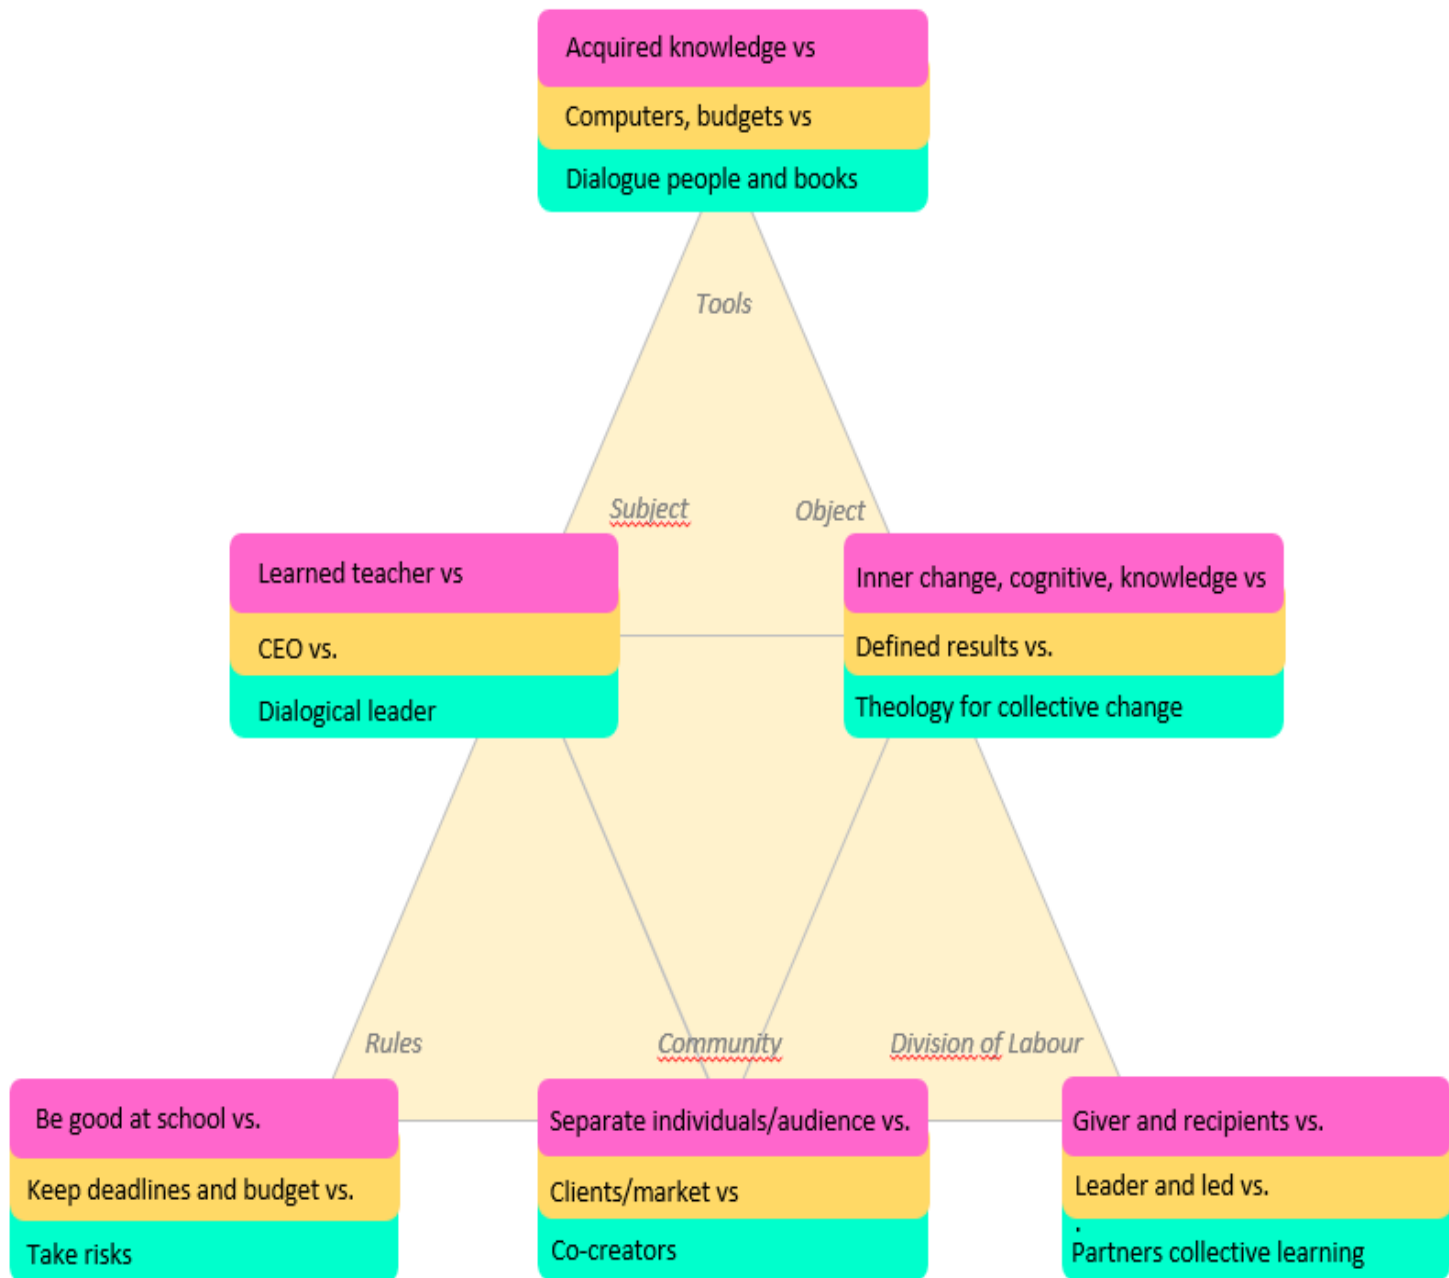 Acquired knowledge vs
Computers, budgets vs
Dialogue people and books
Tools
Subject
Object
Learned teacher vs
CEO vs.
Dialogical leader
Inner change, cognitive, knowledge vs
Defined results vs.
Theology for collective change
Rules
Community
Division of Labour
Be good at school vs.
Keep deadlines and budget vs.
Take risks
Separate individuals/audience vs.
Clients/market vs
Co-creators
Giver and recipients vs.
Leader and led vs.
.
Partners collective learning